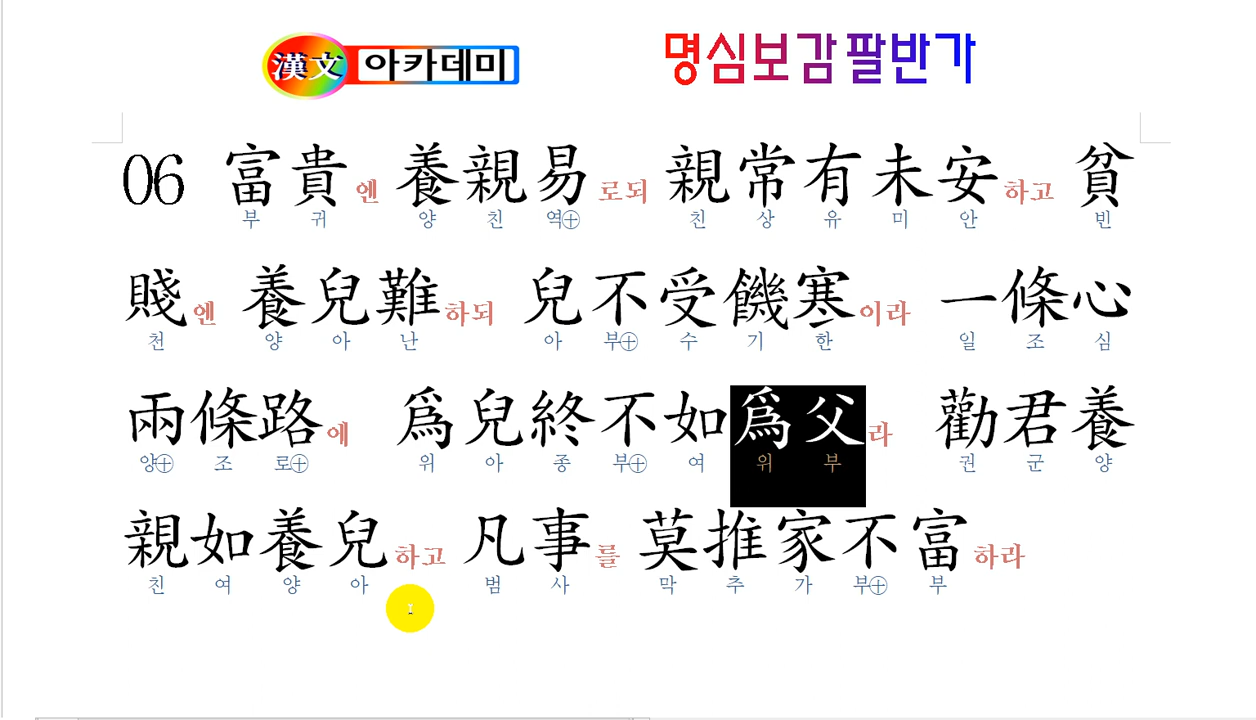 漢文 아카데미 명심보감팔반가
06 富貴엔 養親易로되 親常有未安하고 貧
부 귀 양 친 역㊉ 친 상 유 미 안 빈
賤엔 養兒難하되 兒不受饑寒이라 一條心
천 양 아 난 아 부㊉ 수 기 한 일 조 심
兩條路에 爲兒終不如爲父라 勸君養
양㊉ 조 로㊉ 위 아 종 부㊉ 여 위 부 권 군 양
親如養兒하고 凡事를 莫推家不富하라
친 여 양 아 범 사 막 추 가 부㊉ 부